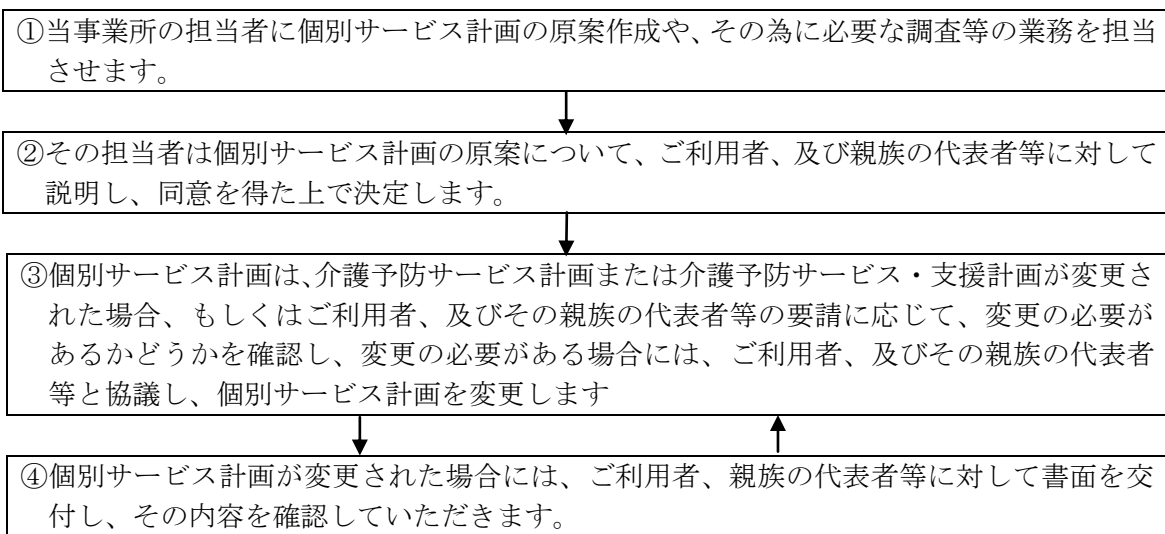 ①当事業所の担当者に個別サービス計画の原案作成や、その為に必要な調査等の業務を担当
させます。
②その担当者は個別サービス計画の原案について、ご利用者、及び親族の代表者等に対して
説明し、同意を得た上で決定します。
③個別サービス計画は、介護予防サービス計画または介護予防サービス・支援計画が変更さ
れた場合、もしくはご利用者、及びその親族の代表者等の要請に応じて、変更の必要が
あるかどうかを確認し、変更の必要がある場合には、ご利用者、及びその親族の代表者
等と協議し、個別サービス計画を変更します
④個別サービス計画が変更された場合には、ご利用者、親族の代表者等に対して書面を交
付し、その内容を確認していただきます。